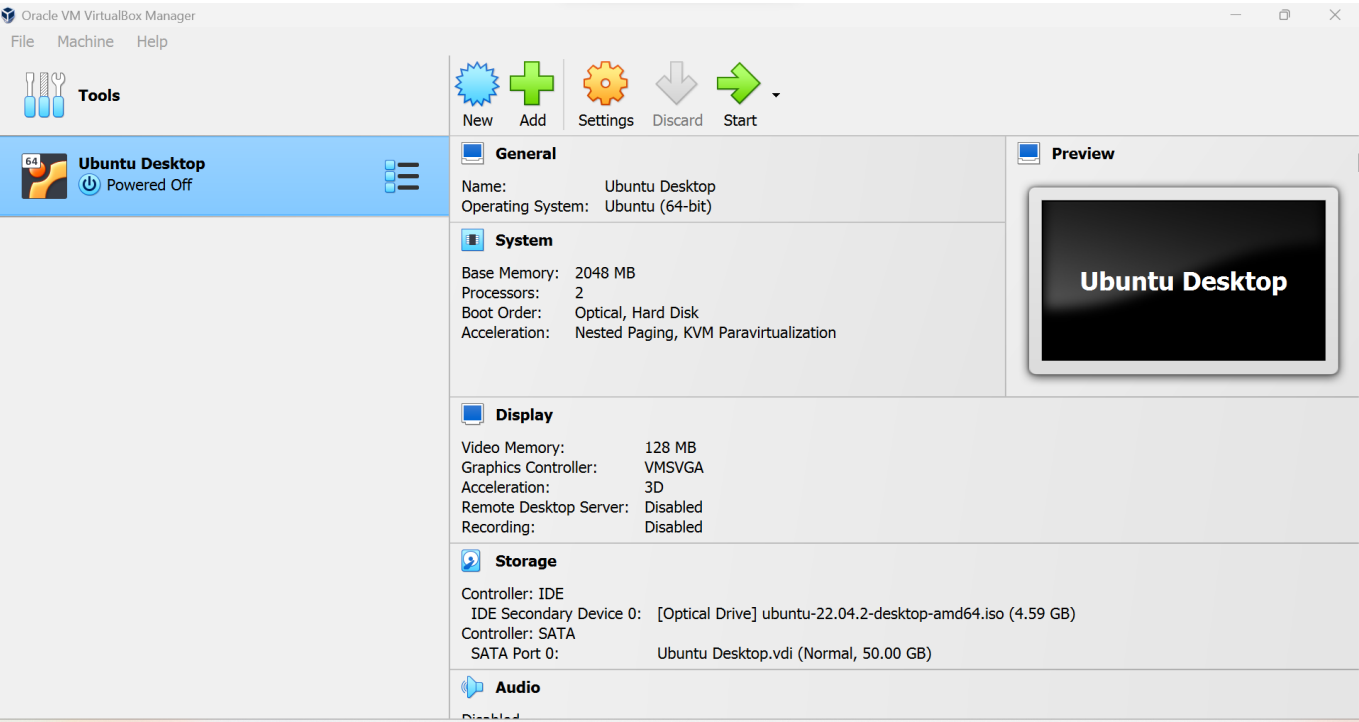 Oracle VM VirtualBox Manager
File Machine Help
Tools
New Add Settings Discard Start
64
Ubuntu Desktop
Powered Off
General
Name: Ubuntu Desktop
Operating System: Ubuntu (64-bit)
Preview
Ubuntu Desktop
System
Base Memory: 2048 MB
Processors: 2
Boot Order: Optical, Hard Disk
Acceleration: Nested Paging, KVM Paravirtualization
Display
Video Memory: 128 MB
Graphics Controller: VMSVGA
Acceleration: 3D
Remote Desktop Server: Disabled
Recording: Disabled
Storage
Controller: IDE
IDE Secondary Device 0: [Optical Drive] ubuntu-22.04.2-desktop-amd64.iso (4.59 GB)
Controller: SATA
SATA Port 0: Ubuntu Desktop.vdi (Normal, 50.00 GB)
Audio
Disabled